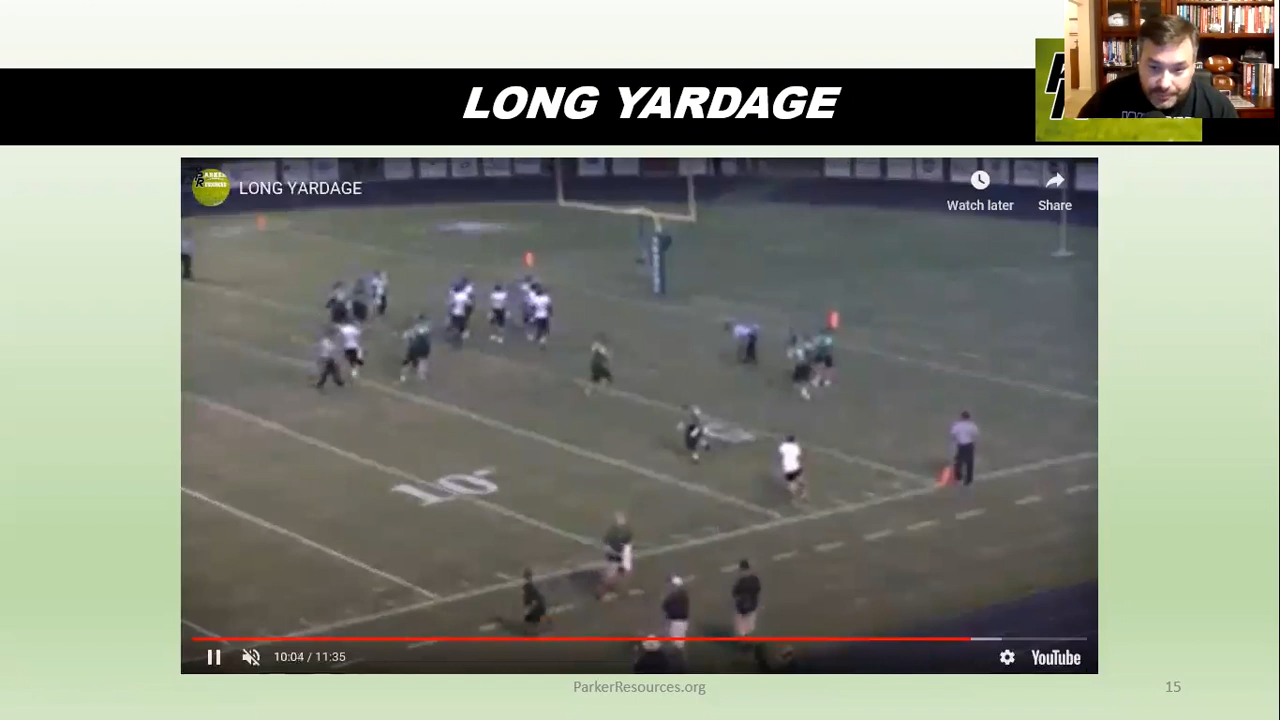 LONG YARDAGE
LONG YARDAGE
Watch later
Share
10
10:04 / 11:35
YouTube
ParkerResources.org
15